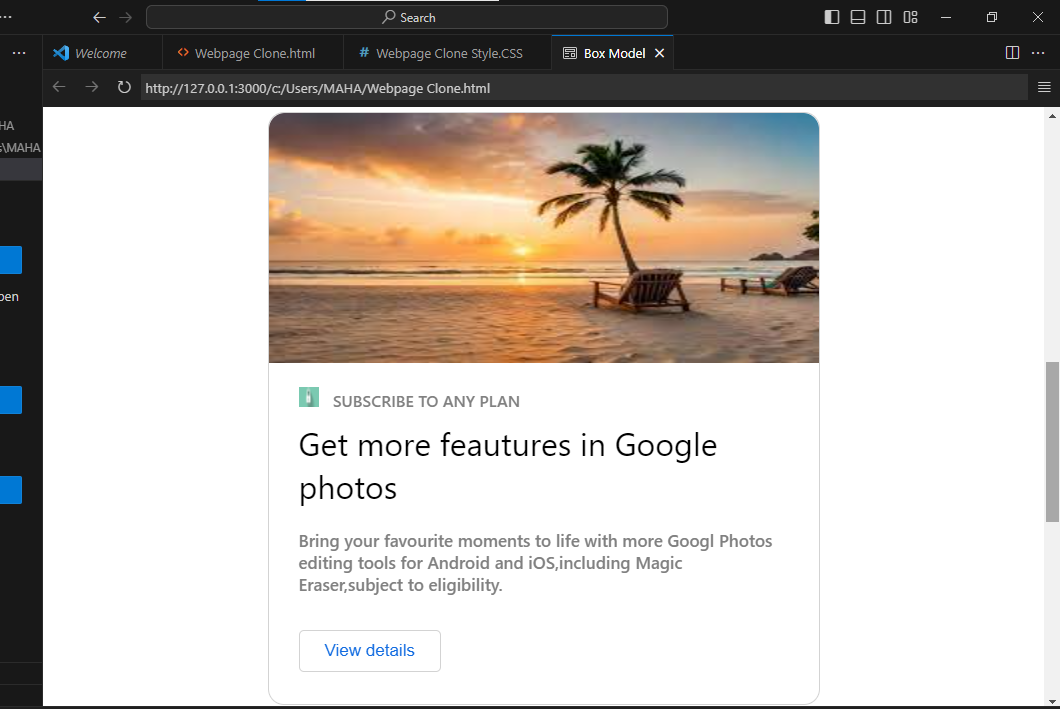 Search
Welcome
Webpage Clone.html
# Webpage Clone Style.CSS
Box Model
http://127.0.0.1:3000/c:/Users/MAHA/Webpage Clone.html
HA
\MAHA
pen
SUBSCRIBE TO ANY PLAN
Get more feautures in Google
photos
Bring your favourite moments to life with more Googl Photos
editing tools for Android and iOS,including Magic
Eraser,subject to eligibility.
View details